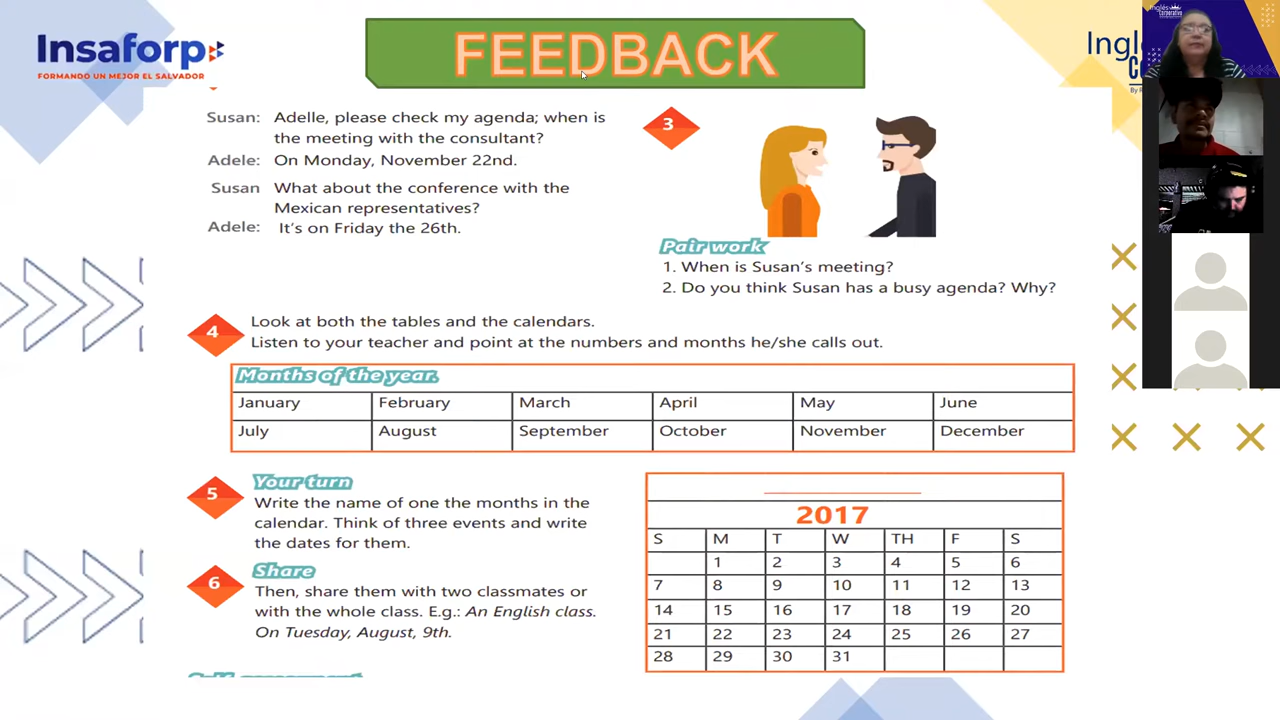 Insaforp
FORMANDO UN MEJOR EL SALVADOR
FEEDBACK
Inglés
Corporativo
Susan: Adelle, please check my agenda; when is
the meeting with the consultant?
Adele: On Monday, November 22nd.
Susan What about the conference with the
Mexican representatives?
Adele: It's on Friday the 26th.
3
Pair work
1. When is Susan's meeting?
2. Do you think Susan has a busy agenda? Why?
4
Look at both the tables and the calendars.
Listen to your teacher and point at the numbers and months he/she calls out.
Months of the year.
January February March April May June
July August September October November December
5
Your turn
Write the name of one the months in the
calendar. Think of three events and write
the dates for them.
6
Share
Then, share them with two classmates or
with the whole class. E.g.: An English class.
On Tuesday, August, 9th.
2017
S M T W TH F S
1 2 3 4 5 6
7 8 9 10 11 12 13
14 15 16 17 18 19 20
21 22 23 24 25 26 27
28 29 30 31